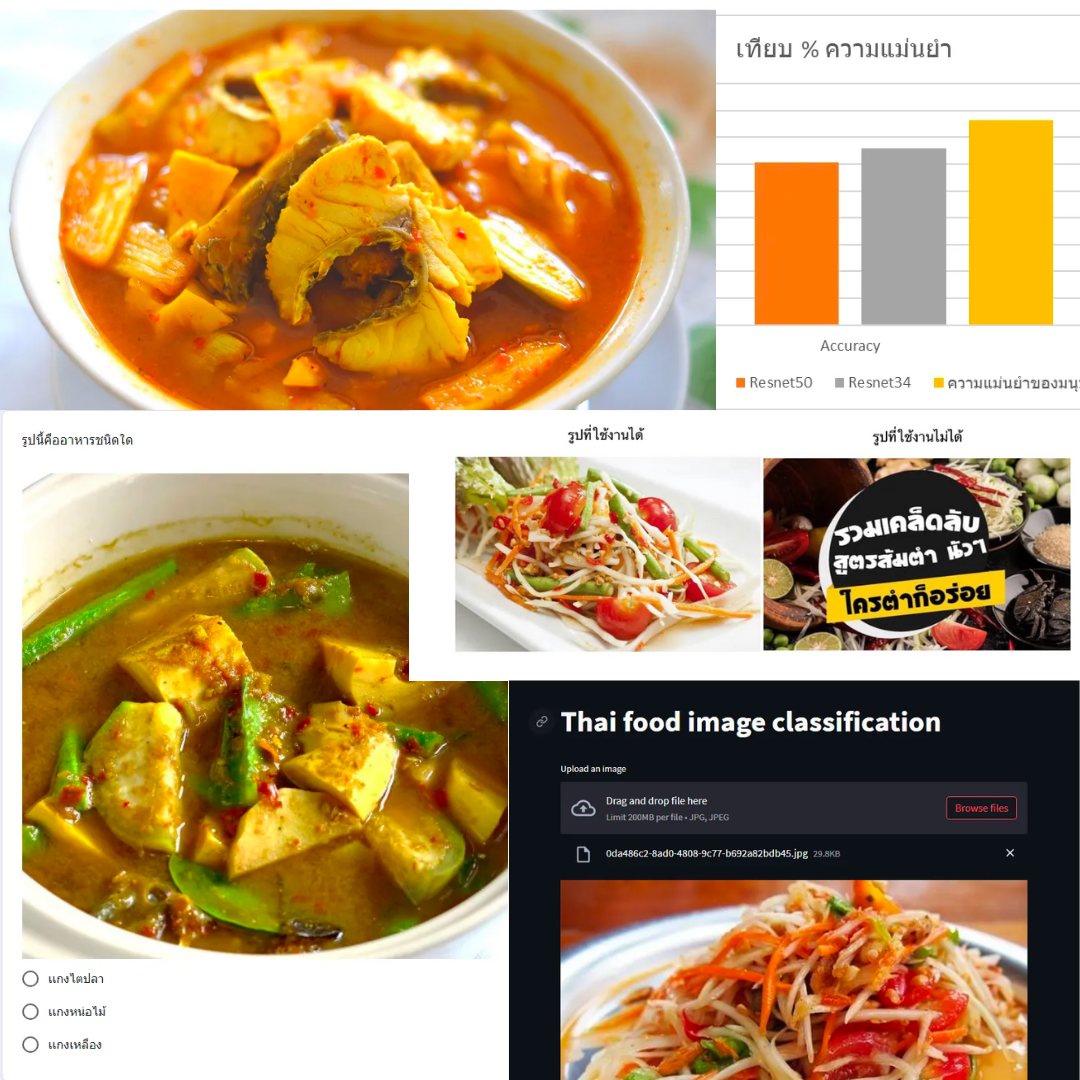 เทียบ % ความแม่นยำ
Accuracy
Resnet50
Resnet34
ความแม่นยำของมนุ
รูปนี้คืออาหารชนิดใด
รูปที่ใช้งานได้
รูปที่ใช้งานไม่ได้
รวมเคล็ดลับ
สูตรส้มตำ นัวๆ
ใครตำก็อร่อย
Thai food image classification
Upload an image
Drag and drop file here
Limit 200MB per file • JPG, JPEG
Browse files
0da486c2-8ad0-4808-9c77-b692a82bdb45.jpg 29.8KB
แกงไตปลา
แกงหน่อไม้
แกงเหลือง